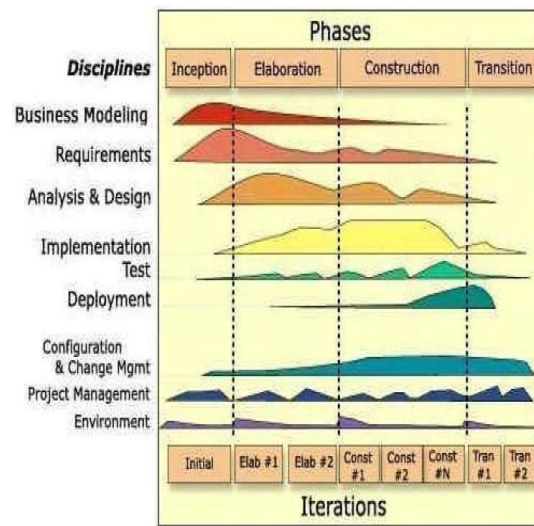 Phases
Disciplines Inception Elaboration Construction Transition
Business Modeling
Requirements
Analysis & Design
Implementation
Test
Deployment
Configuration
& Change Mgmt
Project Management
Environment
Initial Elab #1 Elab #2 Const #1 Const #2 Const #N Tran #1 Tran #2
Iterations